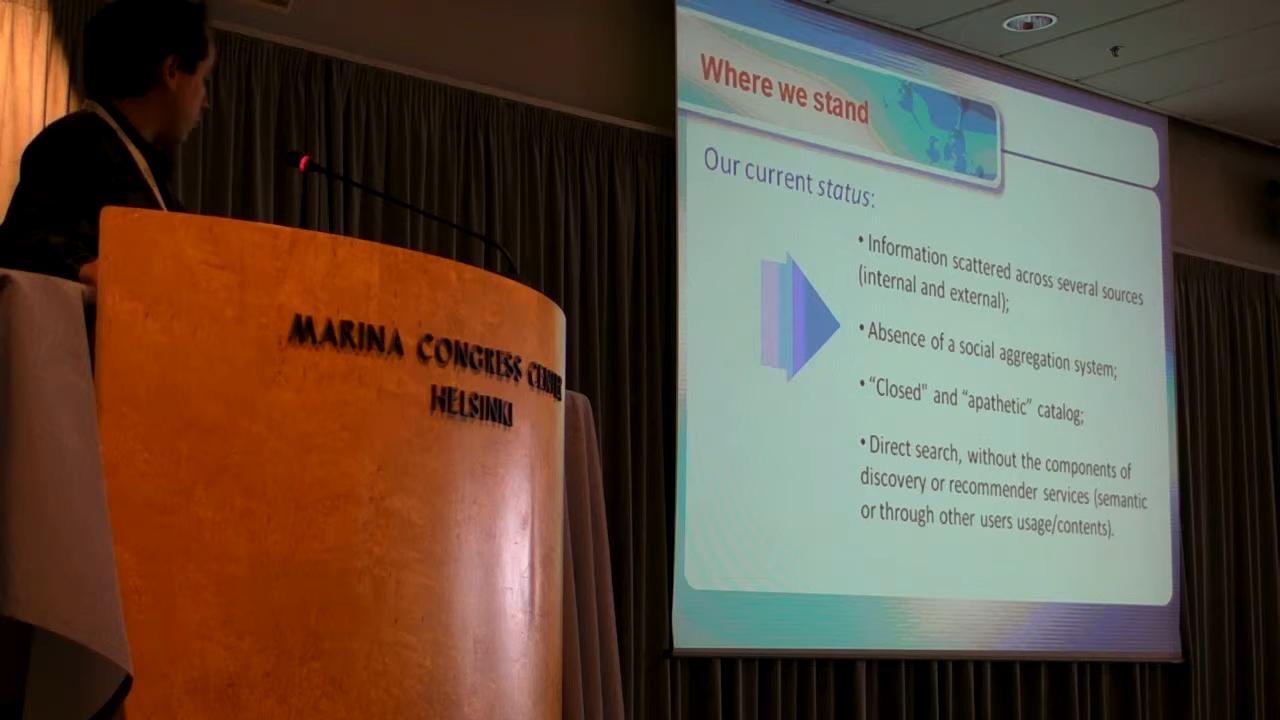 Where we stand
Our current status:
• Information scattered across several sources
(internal and external);
• Absence of a social aggregation system;
• “Closed" and “apathetic” catalog;
• Direct search, without the components of
discovery or recommender services (semantic
or through other users usage/contents).
MARINA CONGRESS CENTER
HELSINKI